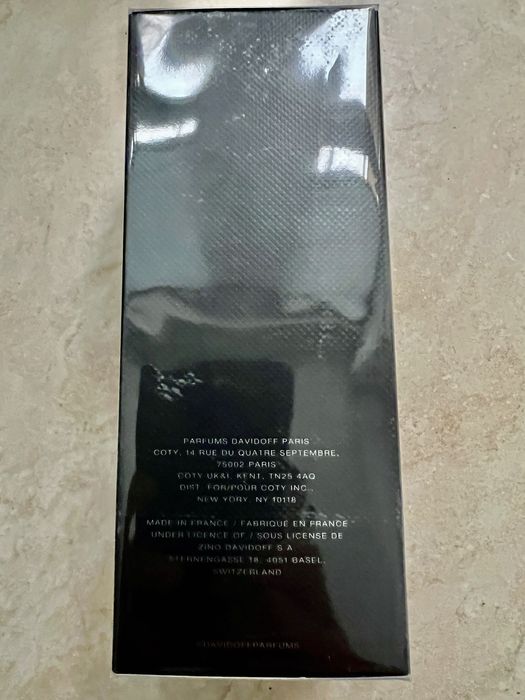 PARFUMS DAVIDOFF PARIS
COTY, 14 RUE DU QUATRE SEPTEMBRE,
75002 PARIS
COTY UK&I, KENT, TN25 4AQ
DIST. FOR/POUR COTY INC.,
NEW YORK, NY 10118
MADE IN FRANCE / FABRIQUÉ EN FRANCE
UNDER LICENCE OF / SOUS LICENSE DE
ZINO DAVIDOFF S.A.
STERNENGASSE 18, 4051 BASEL,
SWITZERLAND
@DAVIDOFFPARFUMS